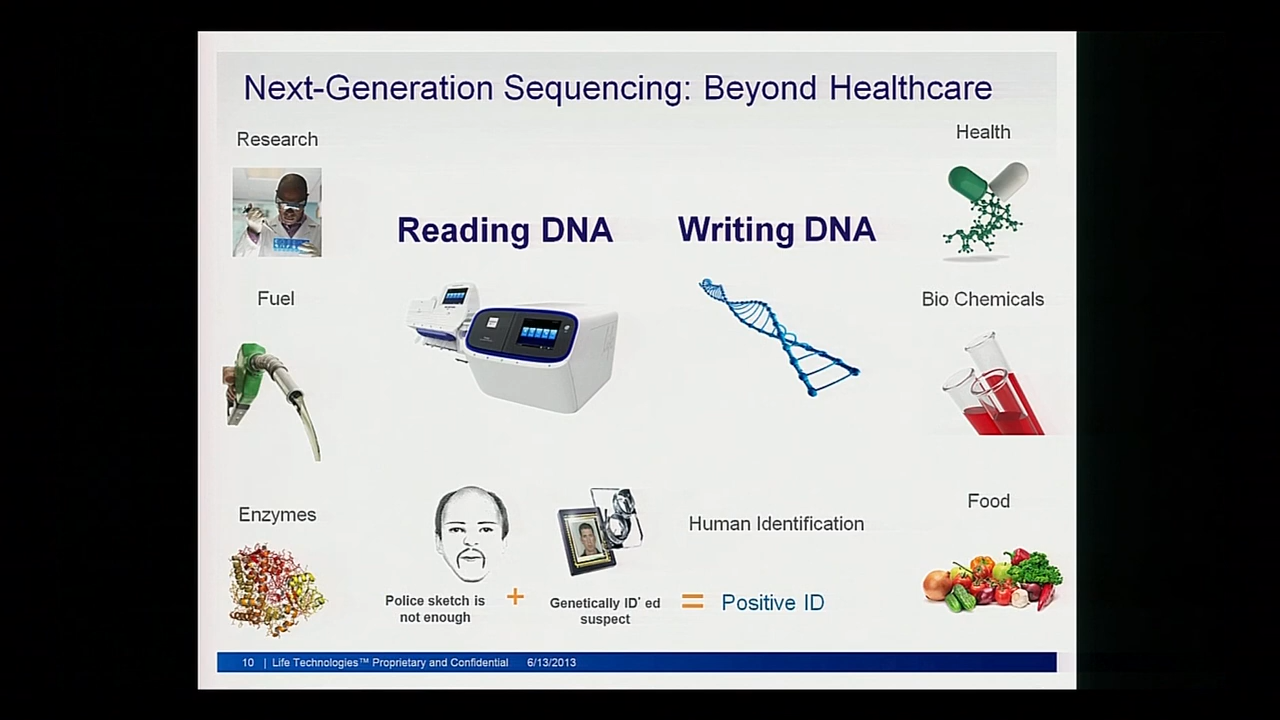 Next-Generation Sequencing: Beyond Healthcare
Research
Health
Reading DNA
Writing DNA
Fuel
Bio Chemicals
Enzymes
Food
Human Identification
Police sketch is
not enough
+
Genetically ID' ed
suspect
=
Positive ID
10 | Life Technologies™ Proprietary and Confidential 6/13/2013